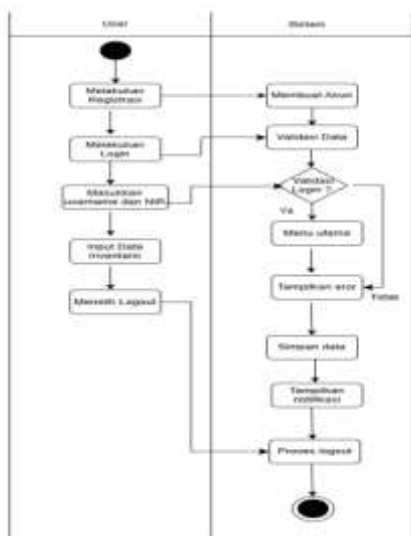 User
Sistem
Melakukan
Registrasi
Membuat Akun
Melakukan
Login
Validasi Data
Masukkan
username dan NIP
Validasi
Login ?
Ya
Input Data
Inventaris
Menu utama
Memilih Logout
Tampilkan eror
Tidak
Simpan data
Tampilkan
notifikasi
Proses logout